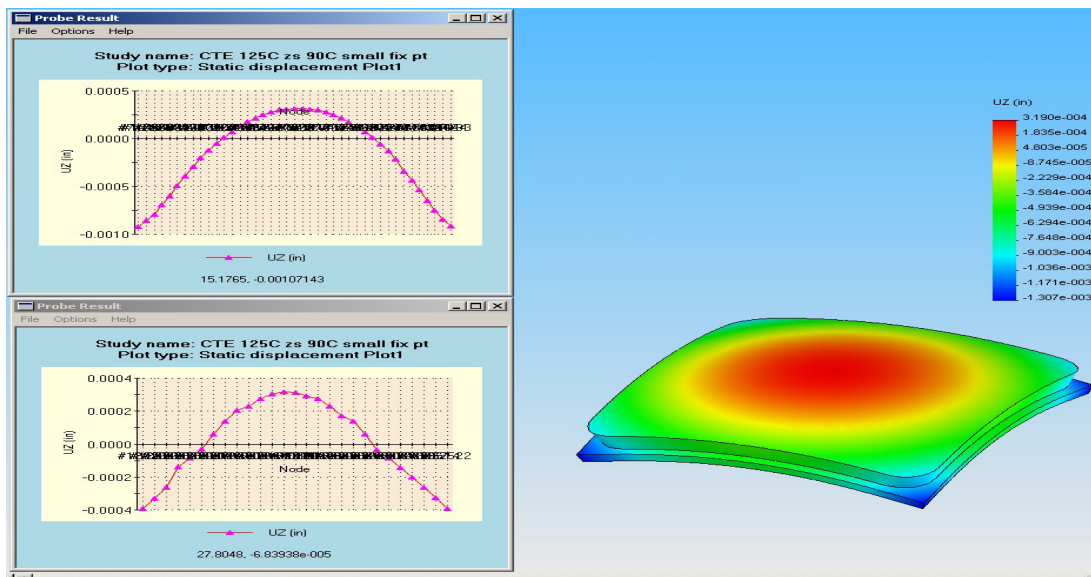 Probe Result
File Options Help
Study name: CTE 125C zs 90C small fix pt
Plot type: Static displacement Plot1
0.0005
0.0000
-0.0005
-0.0010
UZ (in)
Node
UZ (in)
15.1765, -0.00107143
Probe Result
File Options Help
Study name: CTE 125C zs 90C small fix pt
Plot type: Static displacement Plot1
0.0004
0.0002
0.0000
-0.0002
-0.0004
UZ (in)
Node
UZ (in)
27.8048, -6.83938e-005
UZ (in)
3.190e-004
1.835e-004
4.803e-005
-8.745e-005
-2.229e-004
-3.584e-004
-4.939e-004
-6.294e-004
-7.648e-004
-9.003e-004
-1.036e-003
-1.171e-003
-1.307e-003